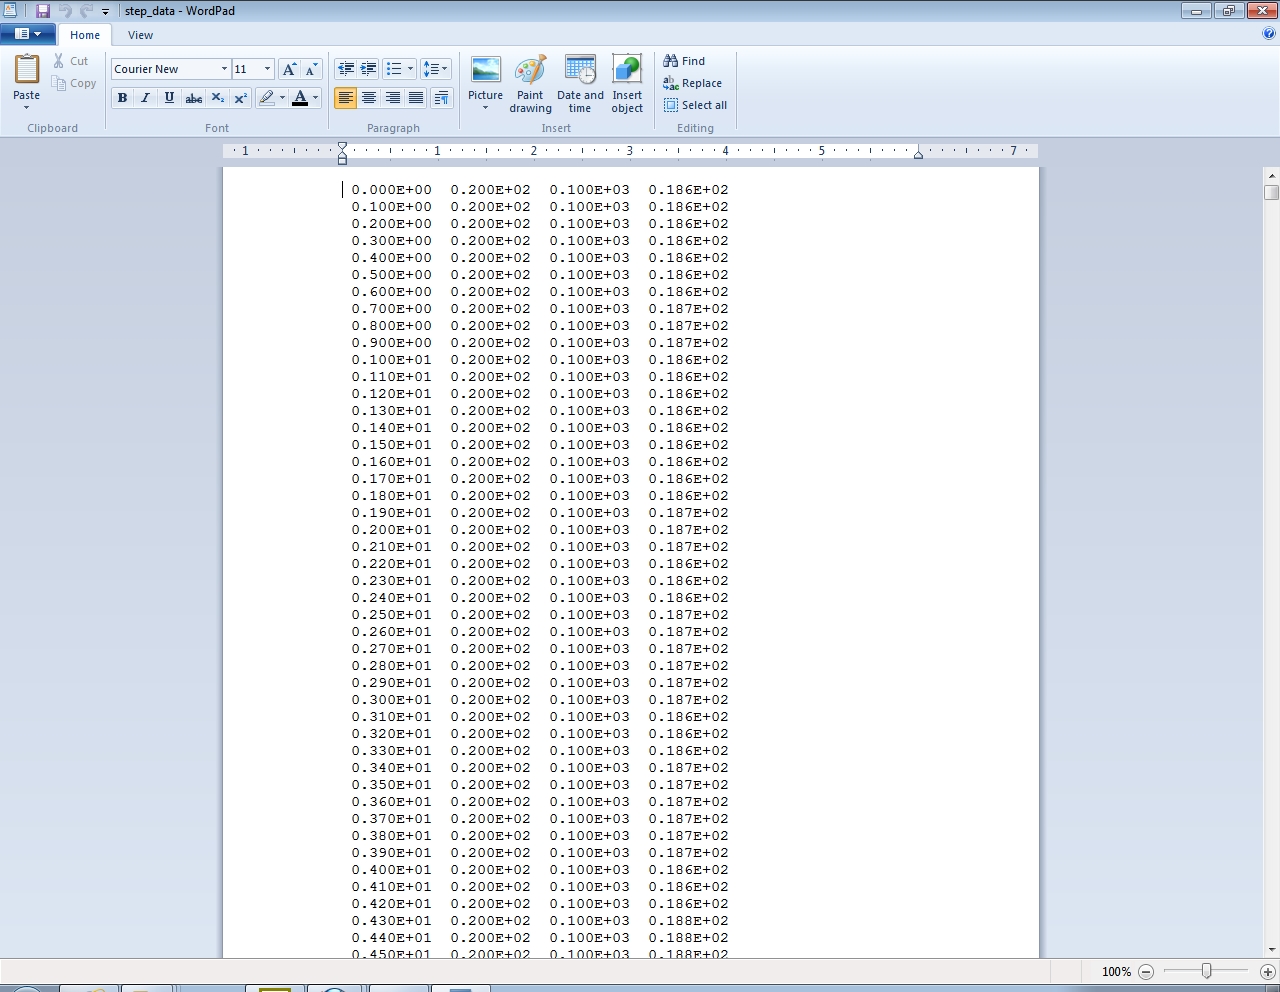 step_data - WordPad
Home View
Cut
Copy
Paste
Clipboard
Courier New 11
B I U abc X₂ X²
Font
Paragraph
Picture
Paint drawing
Date and time
Insert object
Insert
Find
Replace
Select all
Editing
1 1 2 3 4 5 7
0.000E+00 0.200E+02 0.100E+03 0.186E+02
0.100E+00 0.200E+02 0.100E+03 0.186E+02
0.200E+00 0.200E+02 0.100E+03 0.186E+02
0.300E+00 0.200E+02 0.100E+03 0.186E+02
0.400E+00 0.200E+02 0.100E+03 0.186E+02
0.500E+00 0.200E+02 0.100E+03 0.186E+02
0.600E+00 0.200E+02 0.100E+03 0.186E+02
0.700E+00 0.200E+02 0.100E+03 0.187E+02
0.800E+00 0.200E+02 0.100E+03 0.187E+02
0.900E+00 0.200E+02 0.100E+03 0.187E+02
0.100E+01 0.200E+02 0.100E+03 0.186E+02
0.110E+01 0.200E+02 0.100E+03 0.186E+02
0.120E+01 0.200E+02 0.100E+03 0.186E+02
0.130E+01 0.200E+02 0.100E+03 0.186E+02
0.140E+01 0.200E+02 0.100E+03 0.186E+02
0.150E+01 0.200E+02 0.100E+03 0.186E+02
0.160E+01 0.200E+02 0.100E+03 0.186E+02
0.170E+01 0.200E+02 0.100E+03 0.186E+02
0.180E+01 0.200E+02 0.100E+03 0.186E+02
0.190E+01 0.200E+02 0.100E+03 0.187E+02
0.200E+01 0.200E+02 0.100E+03 0.187E+02
0.210E+01 0.200E+02 0.100E+03 0.187E+02
0.220E+01 0.200E+02 0.100E+03 0.186E+02
0.230E+01 0.200E+02 0.100E+03 0.186E+02
0.240E+01 0.200E+02 0.100E+03 0.186E+02
0.250E+01 0.200E+02 0.100E+03 0.187E+02
0.260E+01 0.200E+02 0.100E+03 0.187E+02
0.270E+01 0.200E+02 0.100E+03 0.187E+02
0.280E+01 0.200E+02 0.100E+03 0.187E+02
0.290E+01 0.200E+02 0.100E+03 0.187E+02
0.300E+01 0.200E+02 0.100E+03 0.187E+02
0.310E+01 0.200E+02 0.100E+03 0.186E+02
0.320E+01 0.200E+02 0.100E+03 0.186E+02
0.330E+01 0.200E+02 0.100E+03 0.186E+02
0.340E+01 0.200E+02 0.100E+03 0.187E+02
0.350E+01 0.200E+02 0.100E+03 0.187E+02
0.360E+01 0.200E+02 0.100E+03 0.187E+02
0.370E+01 0.200E+02 0.100E+03 0.187E+02
0.380E+01 0.200E+02 0.100E+03 0.187E+02
0.390E+01 0.200E+02 0.100E+03 0.187E+02
0.400E+01 0.200E+02 0.100E+03 0.186E+02
0.410E+01 0.200E+02 0.100E+03 0.186E+02
0.420E+01 0.200E+02 0.100E+03 0.186E+02
0.430E+01 0.200E+02 0.100E+03 0.188E+02
0.440E+01 0.200E+02 0.100E+03 0.188E+02
0.450E+01 0.200E+02 0.100E+03 0.188E+02
100%